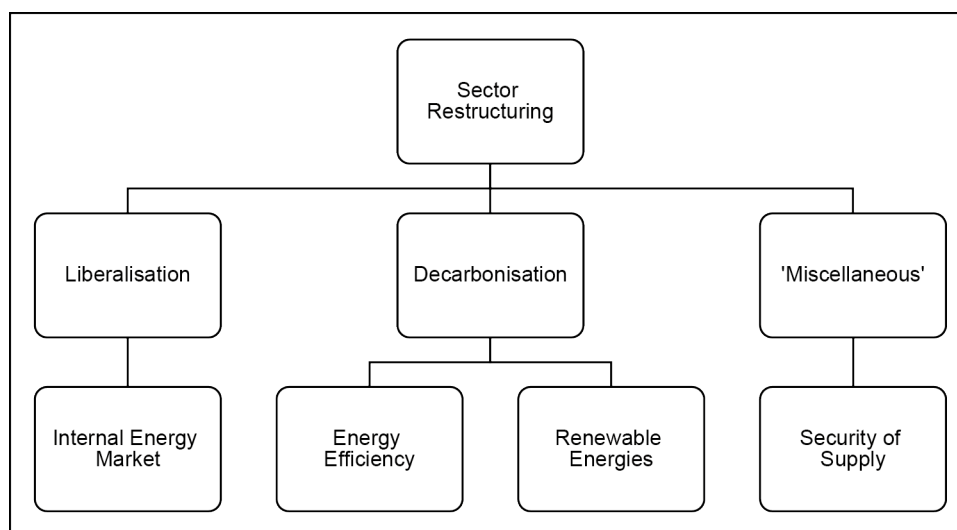 Sector
Restructuring
Liberalisation
Decarbonisation
'Miscellaneous'
Internal Energy
Market
Energy
Efficiency
Renewable
Energies
Security of
Supply